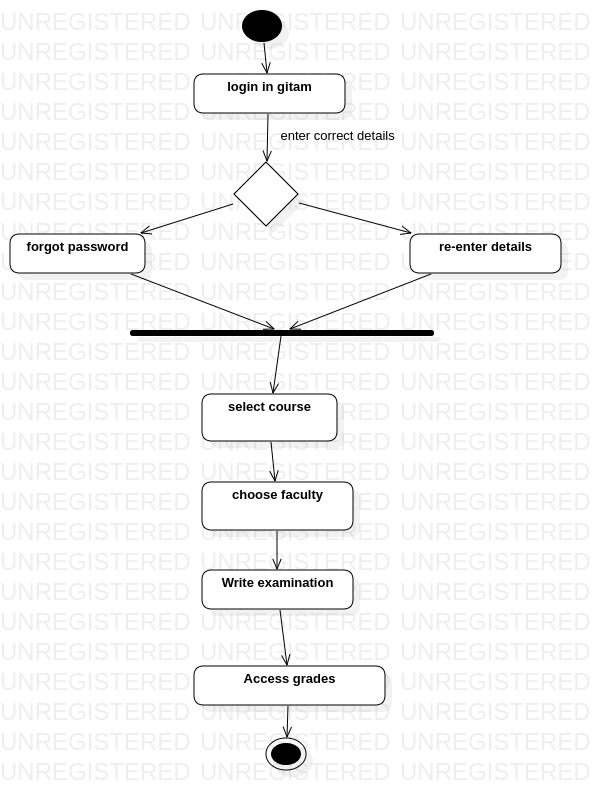 login in gitam
enter correct details
forgot password
re-enter details
select course
choose faculty
Write examination
Access grades
UNREGISTERED UNREGISTERED UNREGISTERED